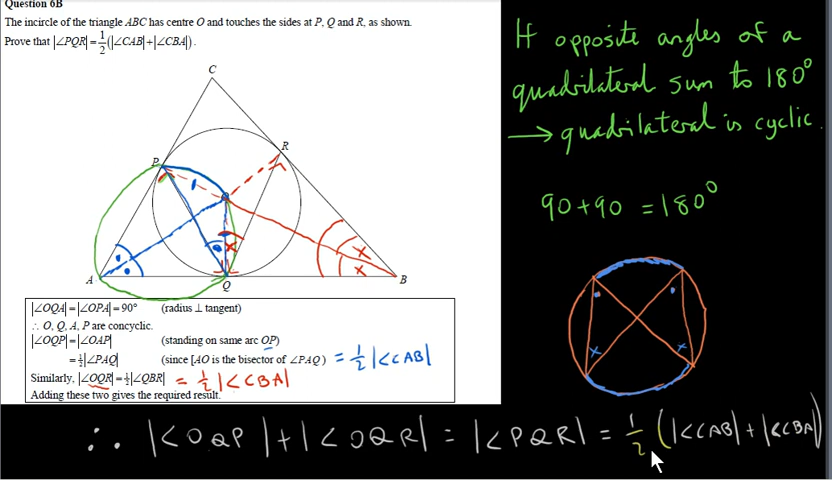 Question 6B
The incircle of the triangle ABC has centre O and touches the sides at P, Q and R, as shown.
Prove that |∠PQR| = 1/2(|∠CAB|+|∠CBA|).
C
P
R
O
A
Q
B
x
x
x
|∠OQA| = |∠OPA| = 90° (radius ⊥ tangent)
∴ O, Q, A, P are concyclic.
|∠OQP| = |∠OAP| (standing on same arc OP)
= 1/2|∠PAQ| (since [AO is the bisector of ∠PAQ) = 1/2 |<CAB|
Similarly, |∠OQR| = 1/2|∠QBR| = 1/2 |<CBA|
Adding these two gives the required result.
If opposite angles of a
quadrilateral sum to 180°
→ quadrilateral is cyclic.
90 + 90 = 180°
x
x
∴ |<OQP| + |<OQR| = |<PQR| = 1/2 (|<CAB| + |<CBA|)